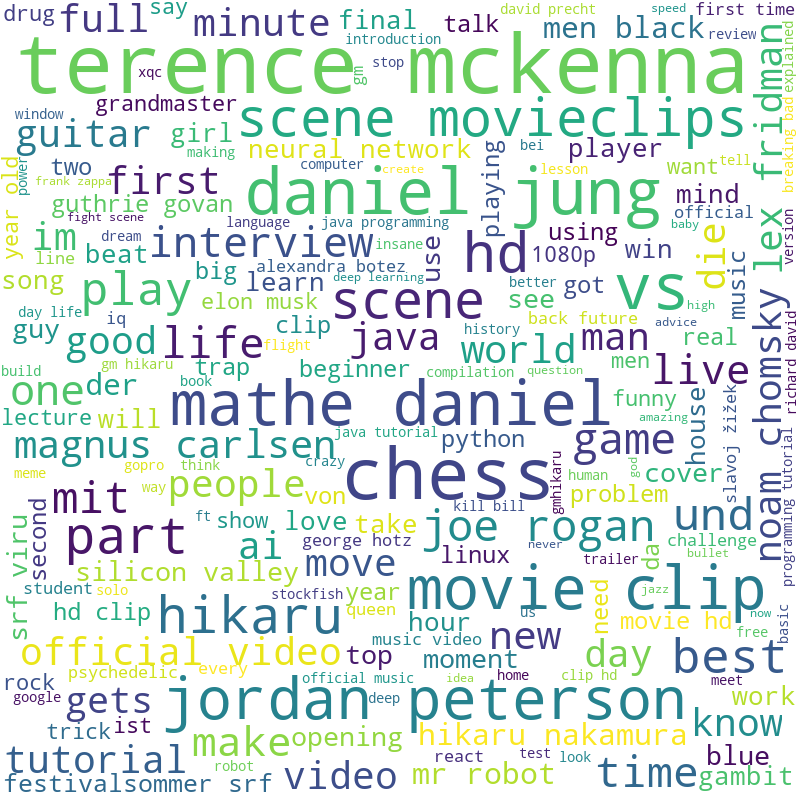 drug
full
say
minute
final
talk
david precht
men black
speed
first time
introduction
review
explained
terence mckenna
xqc
gm
stop
grandmaster
scene movieclips
breaking bad
lex fridman
window
guitar
girl
making
neural network
computer
bei
player
want
tell
two
power
first
create
lesson
playing
year old
frank zappa
guthrie govan
daniel jung
mind
official
fight scene
language
java programming
baby
version
im
dream
interview
insane
use
using
die
music
song
line
beat
alexandra botez
1080p
win
hd
big
learn
deep learning
better
got
vs
day life
play
elon musk
scene
see
high
iq
clip
history
back future
advice
guy
good
life
java
man
real
richard david
gm hikaru
flight
world
build
trap
beginner
compilation
question
men
live
one
der
book
funny
house
lecture
will
mathe daniel
amazing
slavoj žižek
noam chomsky
java tutorial
python
game
magnus carlsen
crazy
gmhikaru
meme
gopro
think
chess
human
god
cover
programming tutorial
mit
people
way
von
kill bill
problem
second
srf viru
part
ft
show love
take
joe rogan
und
george hotz
never
challenge
bullet
ai
linux
trailer
da
move
silicon valley
student
solo
stockfish
year
movie clip
jazz
now
basic
hd clip
hikaru
queen
hour
us
need
movie hd
free
official video
music video
new
top
moment
day
best
rock
psychedelic
every
official music
idea
home
clip hd
meet
google
gets
jordan peterson
deep
work
know
trick
ist
make
opening
hikaru nakamura
tutorial
robot
react
test
look
blue
festivalsommer srf
video
mr robot
time
gambit